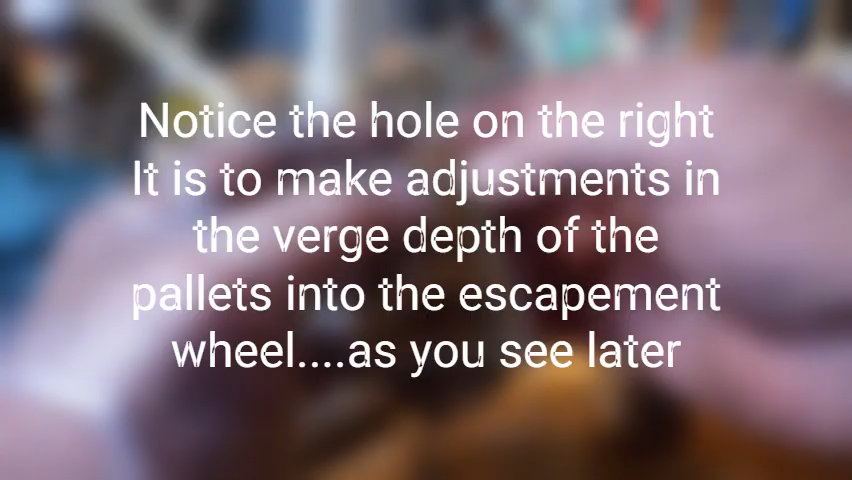 Notice the hole on the right
It is to make adjustments in
the verge depth of the
pallets into the escapement
wheel....as you see later